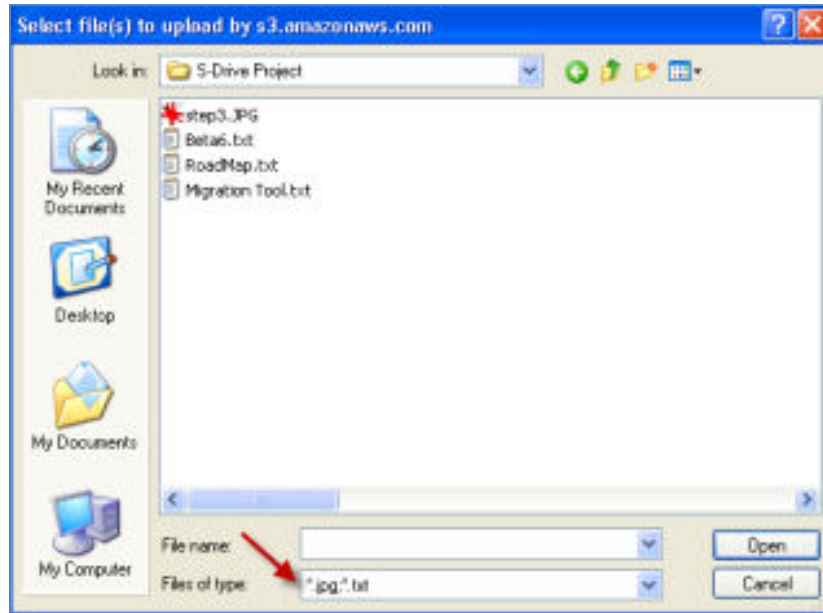 Select file(s) to upload by s3.amazonaws.com
Look in: S-Drive Project
step3.JPG
Beta6.txt
RoadMap.txt
Migration Tool.txt
My Recent
Documents
Desktop
My Documents
My Computer
File name:
Open
Files of type:
*.jpg;*.txt
Cancel